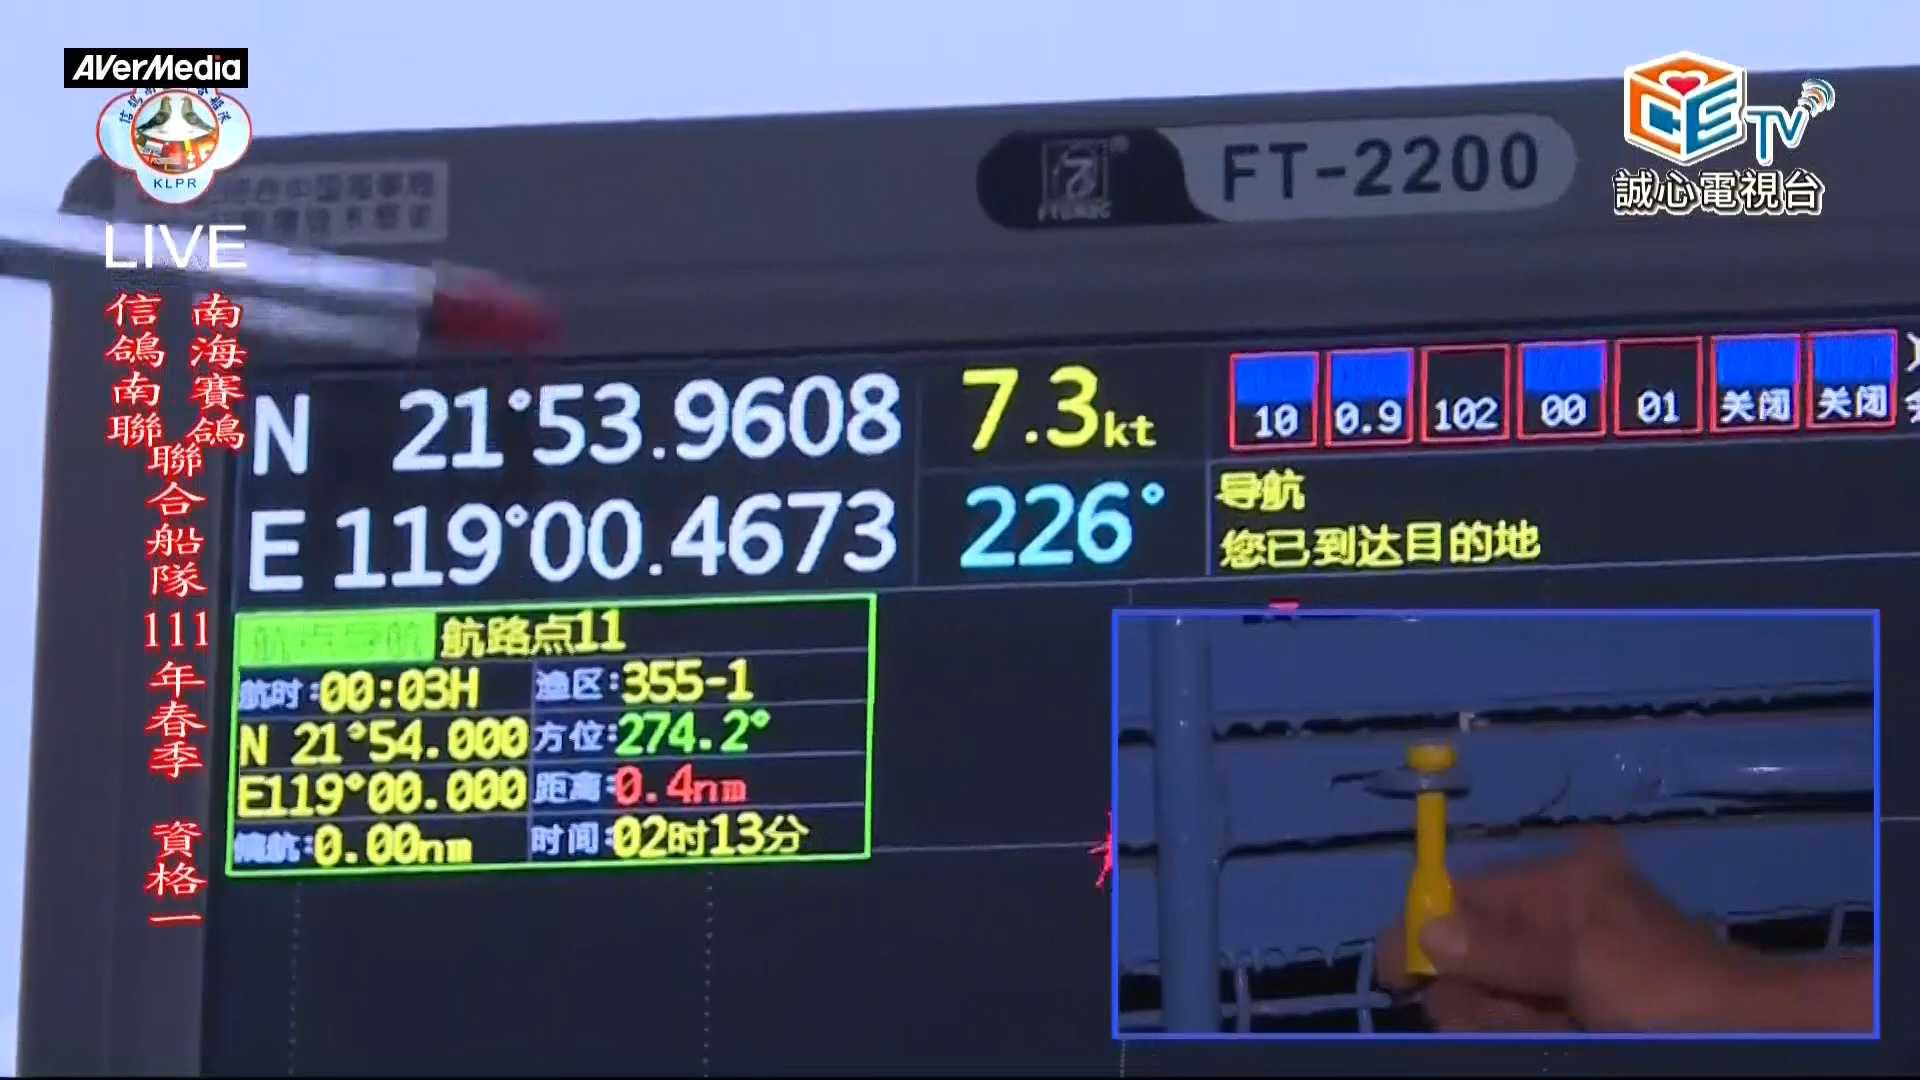 AVerMedia
KLPR
LIVE
南海賽鴿
信鴿南聯
聯合船隊111年春季 資格一
CETV
誠心電視台
FT-2200
N 21°53.9608
E 119°00.4673
7.3kt
226°
10 0.9 102 00 01 关闭 关闭
导航
您已到达目的地
航点导航 航路点11
航时:00:03H 渔区:355-1
N 21°54.000 方位:274.2°
E119°00.000 距离:0.4nm
偏航:0.00nm 时间:02时13分